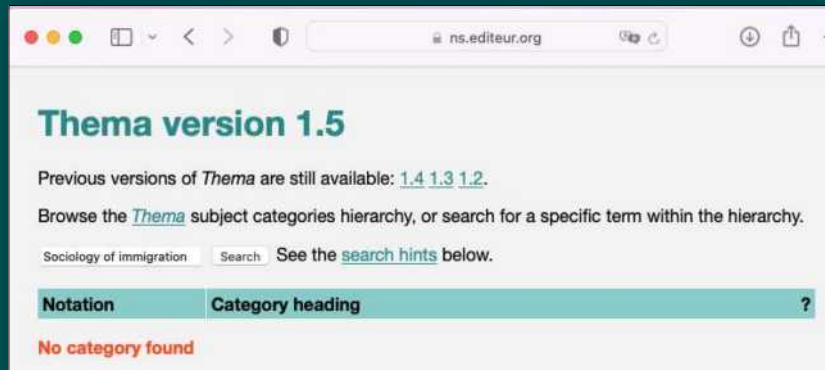 ns.editeur.org
Thema version 1.5
Previous versions of Thema are still available: 1.4 1.3 1.2.
Browse the Thema subject categories hierarchy, or search for a specific term within the hierarchy.
Sociology of immigration Search See the search hints below.
Notation Category heading ?
No category found